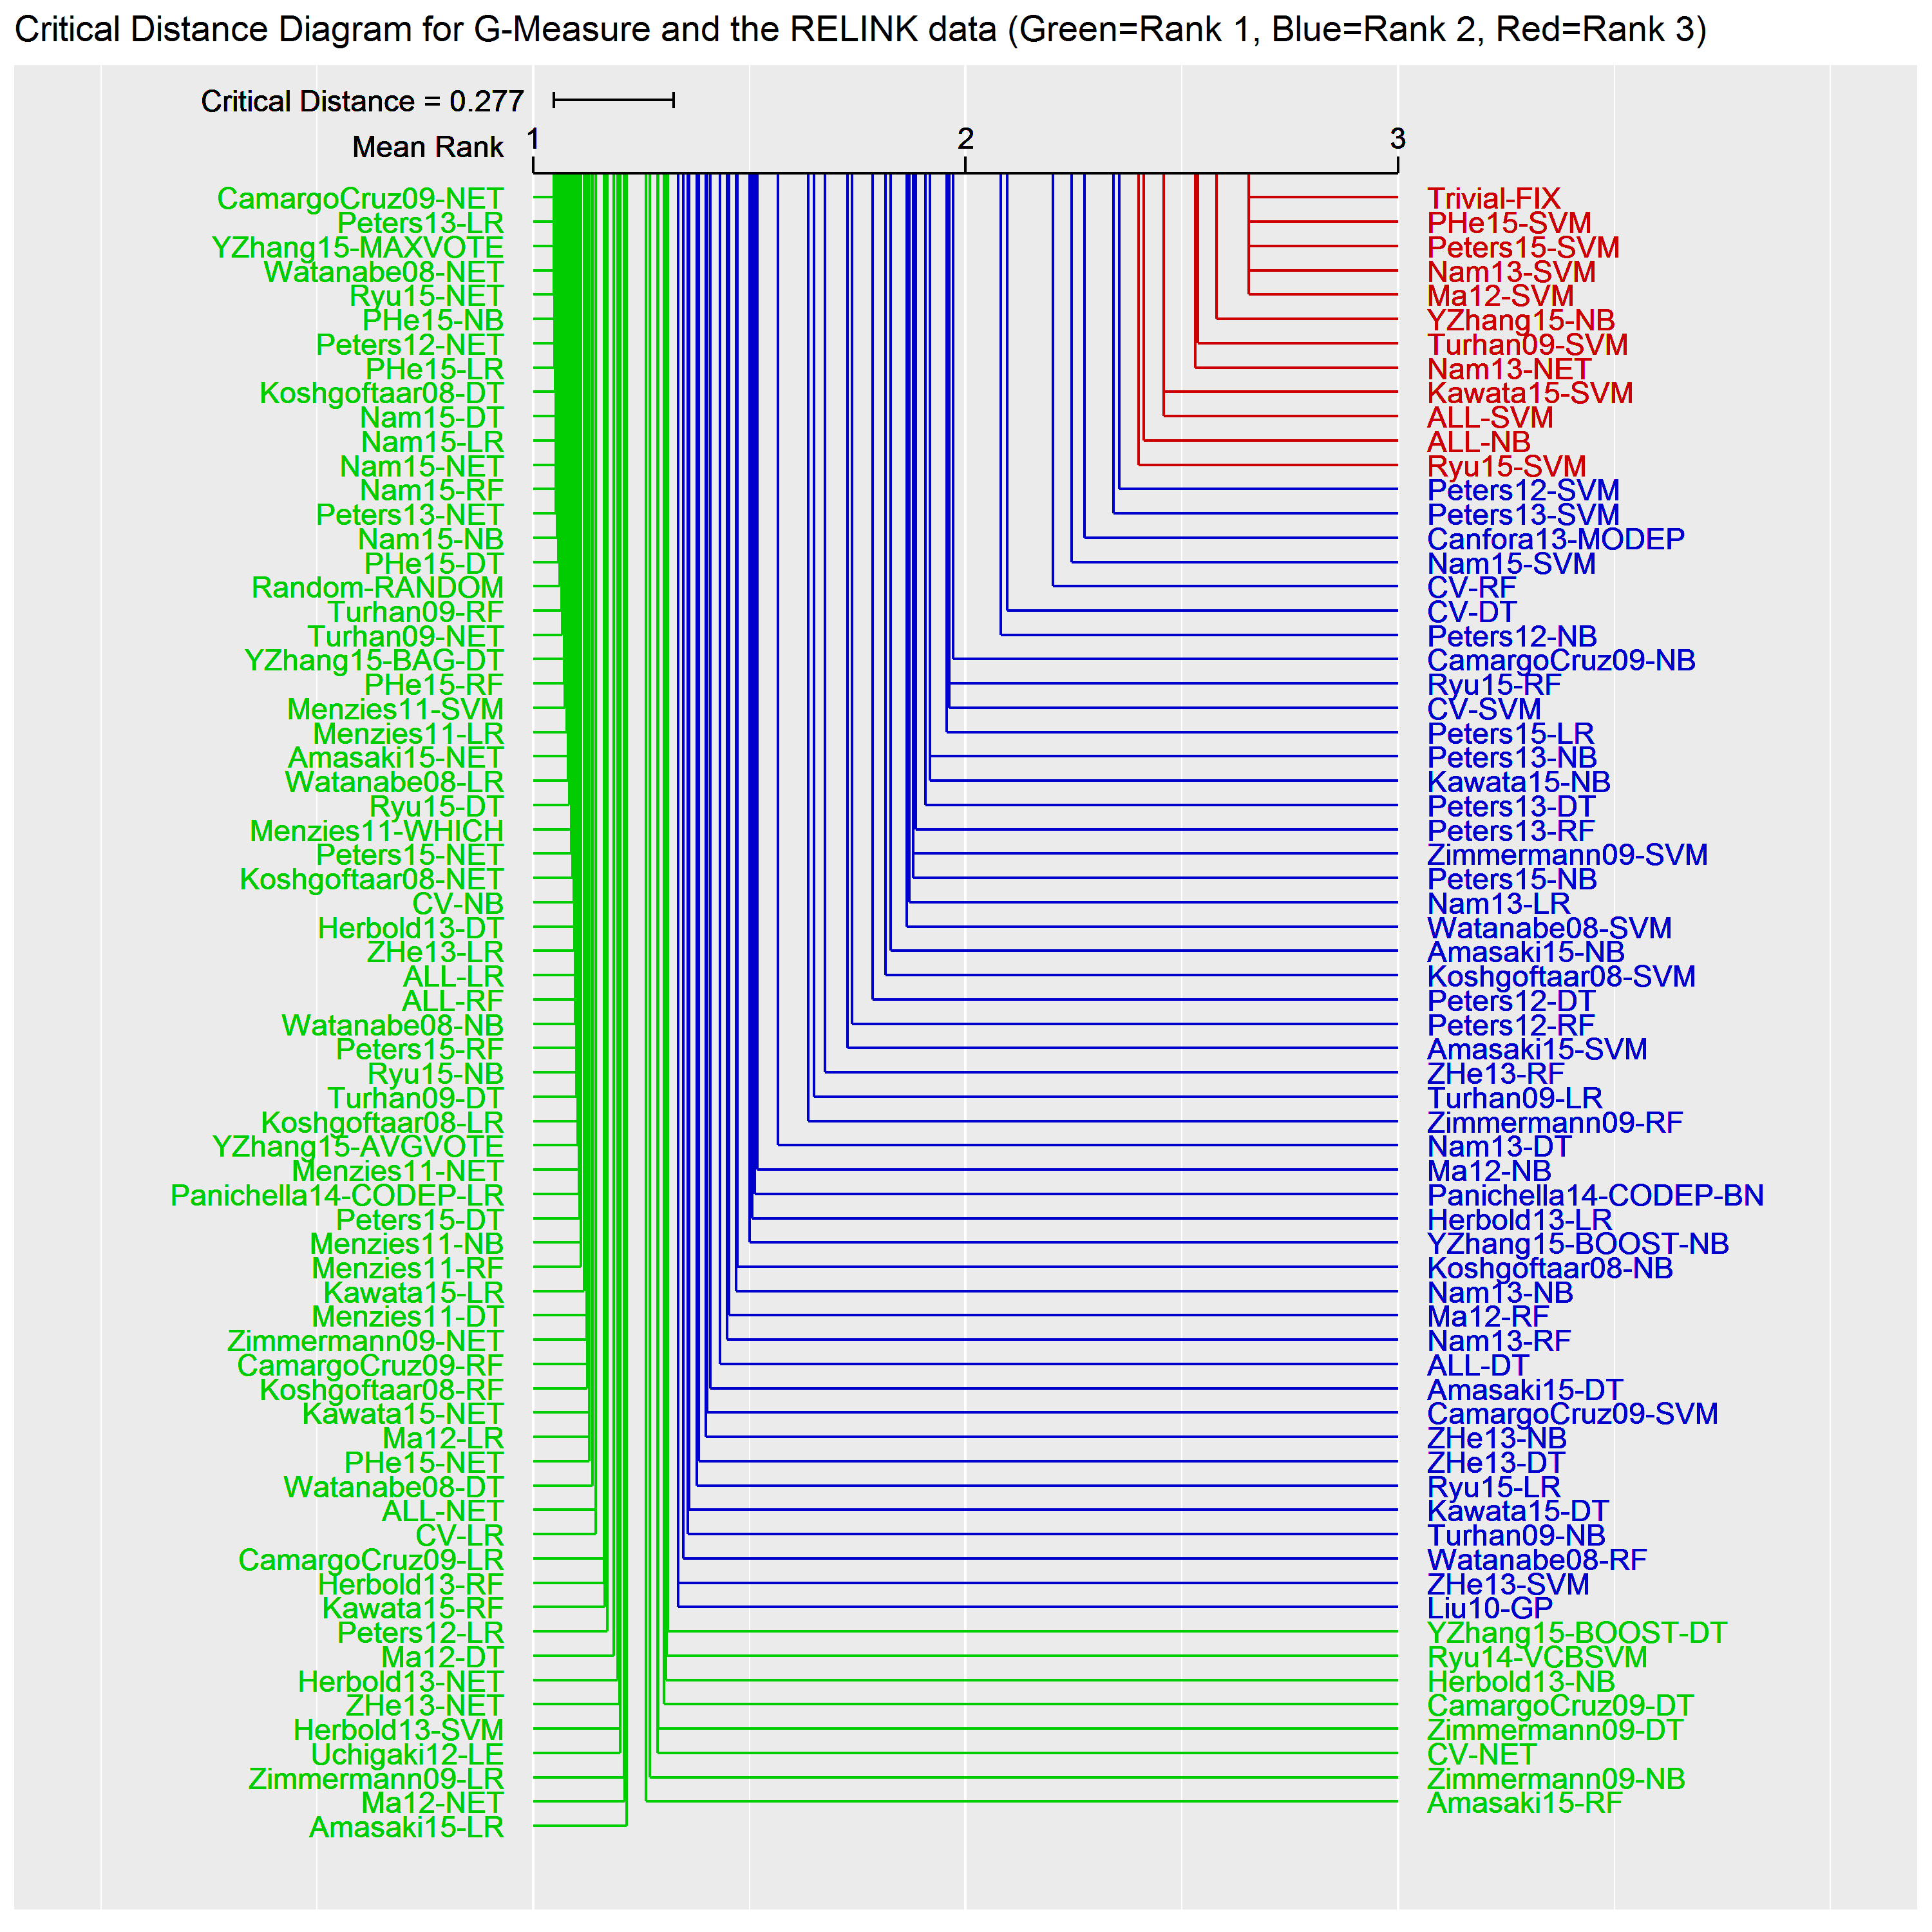 Critical Distance Diagram for G-Measure and the RELINK data (Green=Rank 1, Blue=Rank 2, Red=Rank 3)
Critical Distance = 0.277
Mean Rank
1
2
3
CamargoCruz09-NET
Peters13-LR
YZhang15-MAXVOTE
Watanabe08-NET
Ryu15-NET
PHe15-NB
Peters12-NET
PHe15-LR
Koshgoftaar08-DT
Nam15-DT
Nam15-LR
Nam15-NET
Nam15-RF
Peters13-NET
Nam15-NB
PHe15-DT
Random-RANDOM
Turhan09-RF
Turhan09-NET
YZhang15-BAG-DT
PHe15-RF
Menzies11-SVM
Menzies11-LR
Amasaki15-NET
Watanabe08-LR
Ryu15-DT
Menzies11-WHICH
Peters15-NET
Koshgoftaar08-NET
CV-NB
Herbold13-DT
ZHe13-LR
ALL-LR
ALL-RF
Watanabe08-NB
Peters15-RF
Ryu15-NB
Turhan09-DT
Koshgoftaar08-LR
YZhang15-AVGVOTE
Menzies11-NET
Panichella14-CODEP-LR
Peters15-DT
Menzies11-NB
Menzies11-RF
Kawata15-LR
Menzies11-DT
Zimmermann09-NET
CamargoCruz09-RF
Koshgoftaar08-RF
Kawata15-NET
Ma12-LR
PHe15-NET
Watanabe08-DT
ALL-NET
CV-LR
CamargoCruz09-LR
Herbold13-RF
Kawata15-RF
Peters12-LR
Ma12-DT
Herbold13-NET
ZHe13-NET
Herbold13-SVM
Uchigaki12-LE
Zimmermann09-LR
Ma12-NET
Amasaki15-LR
Trivial-FIX
PHe15-SVM
Peters15-SVM
Nam13-SVM
Ma12-SVM
YZhang15-NB
Turhan09-SVM
Nam13-NET
Kawata15-SVM
ALL-SVM
ALL-NB
Ryu15-SVM
Peters12-SVM
Peters13-SVM
Canfora13-MODEP
Nam15-SVM
CV-RF
CV-DT
Peters12-NB
CamargoCruz09-NB
Ryu15-RF
CV-SVM
Peters15-LR
Peters13-NB
Kawata15-NB
Peters13-DT
Peters13-RF
Zimmermann09-SVM
Peters15-NB
Nam13-LR
Watanabe08-SVM
Amasaki15-NB
Koshgoftaar08-SVM
Peters12-DT
Peters12-RF
Amasaki15-SVM
ZHe13-RF
Turhan09-LR
Zimmermann09-RF
Nam13-DT
Ma12-NB
Panichella14-CODEP-BN
Herbold13-LR
YZhang15-BOOST-NB
Koshgoftaar08-NB
Nam13-NB
Ma12-RF
Nam13-RF
ALL-DT
Amasaki15-DT
CamargoCruz09-SVM
ZHe13-NB
ZHe13-DT
Ryu15-LR
Kawata15-DT
Turhan09-NB
Watanabe08-RF
ZHe13-SVM
Liu10-GP
YZhang15-BOOST-DT
Ryu14-VCBSVM
Herbold13-NB
CamargoCruz09-DT
Zimmermann09-DT
CV-NET
Zimmermann09-NB
Amasaki15-RF